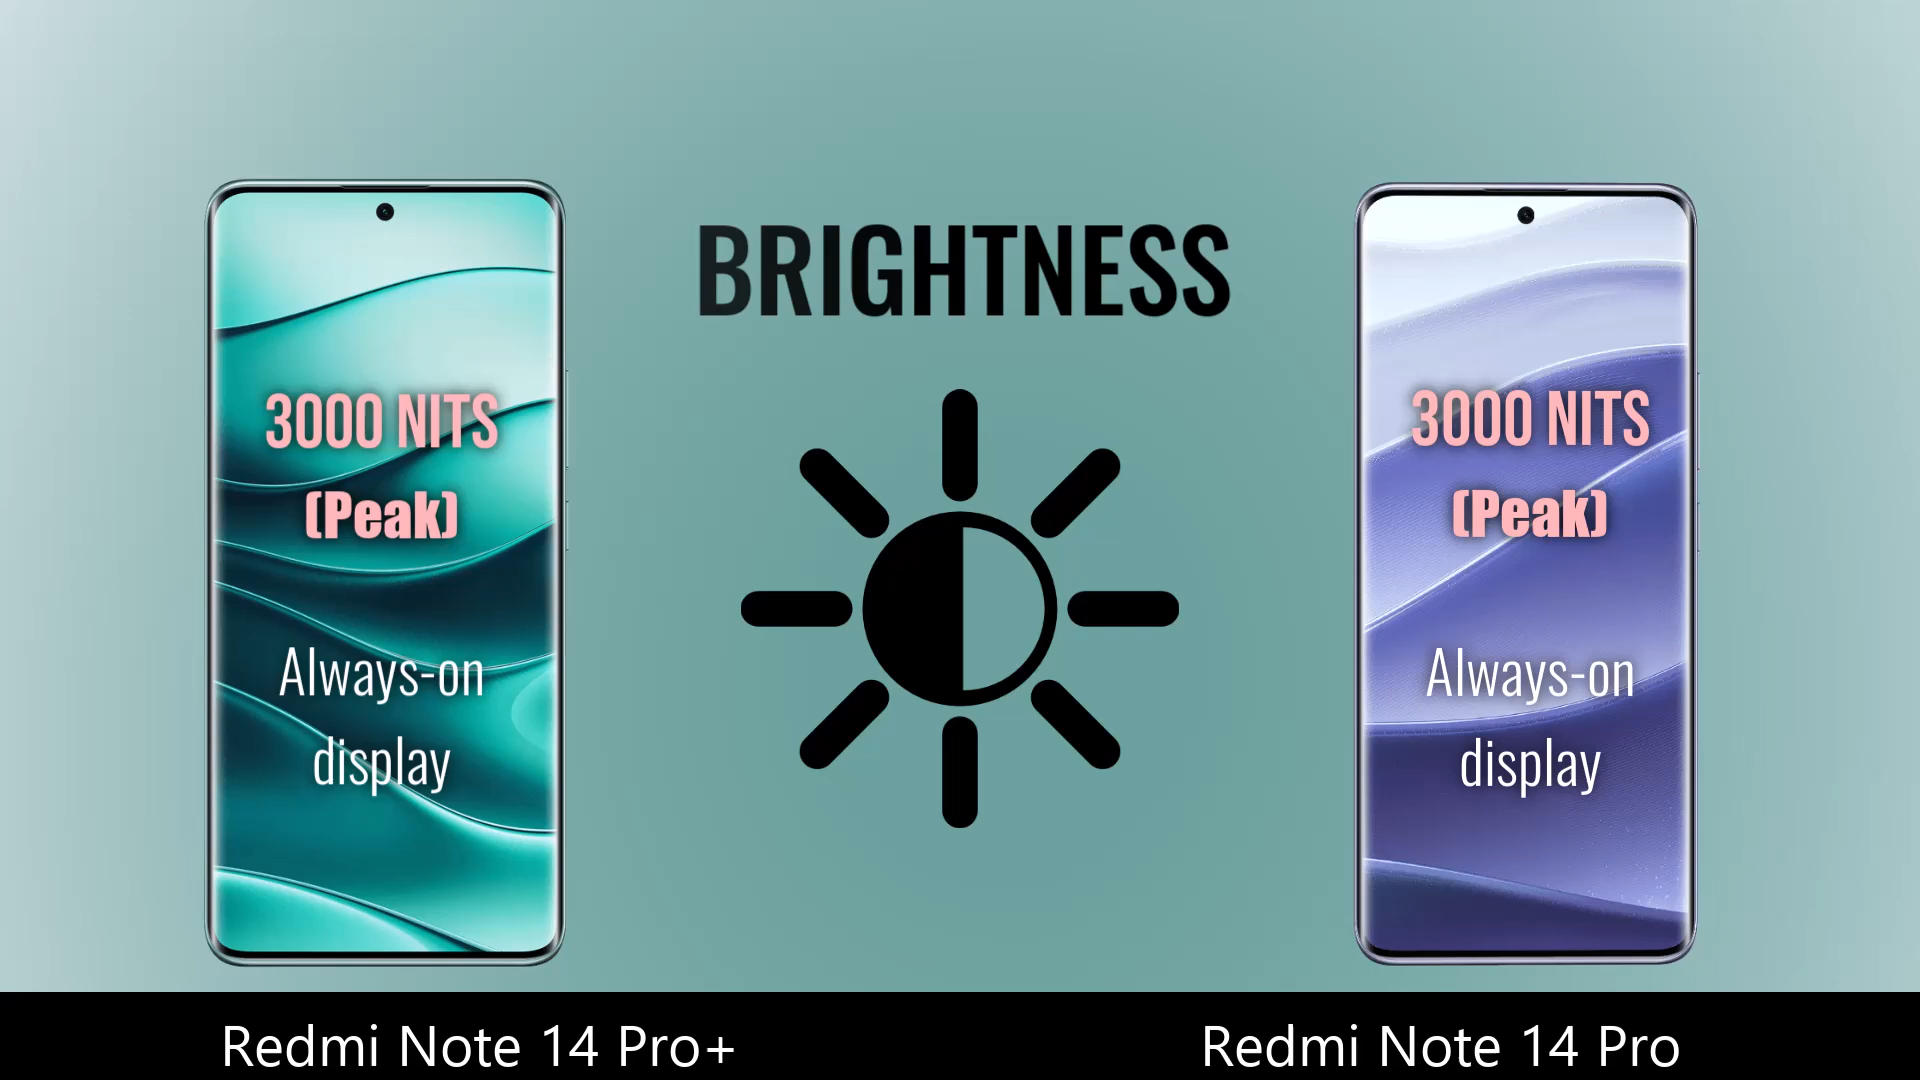 BRIGHTNESS
3000 NITS
(Peak)
Always-on
display
3000 NITS
(Peak)
Always-on
display
Redmi Note 14 Pro+
Redmi Note 14 Pro